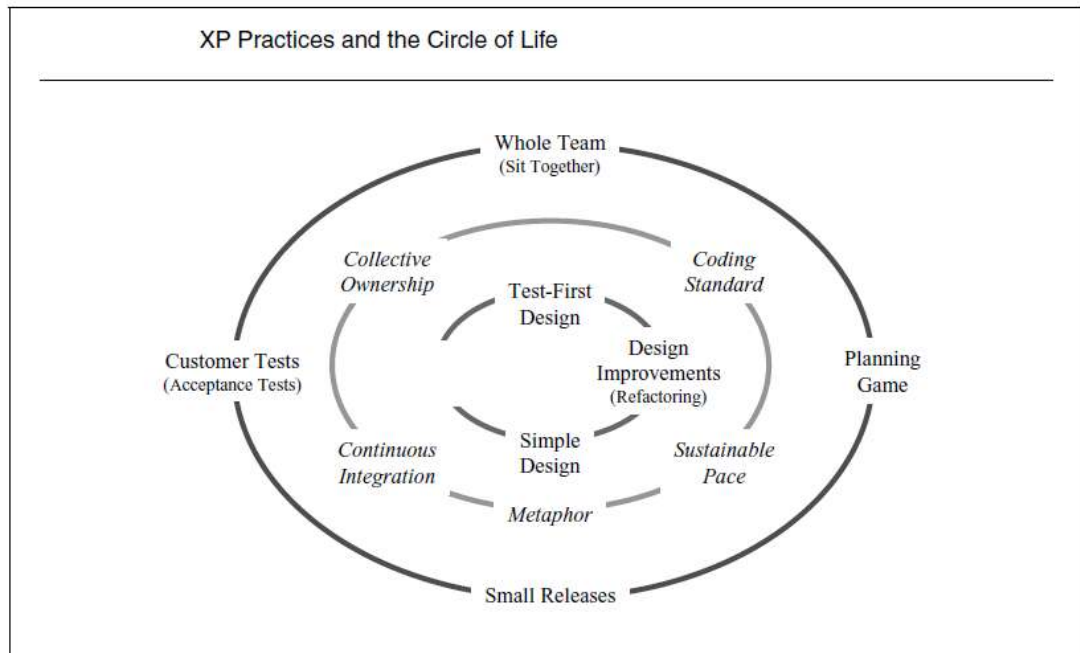 XP Practices and the Circle of Life
Whole Team
(Sit Together)
Collective
Ownership
Coding
Standard
Test-First
Design
Customer Tests
(Acceptance Tests)
Design
Improvements
(Refactoring)
Planning
Game
Continuous
Integration
Simple
Design
Sustainable
Pace
Metaphor
Small Releases